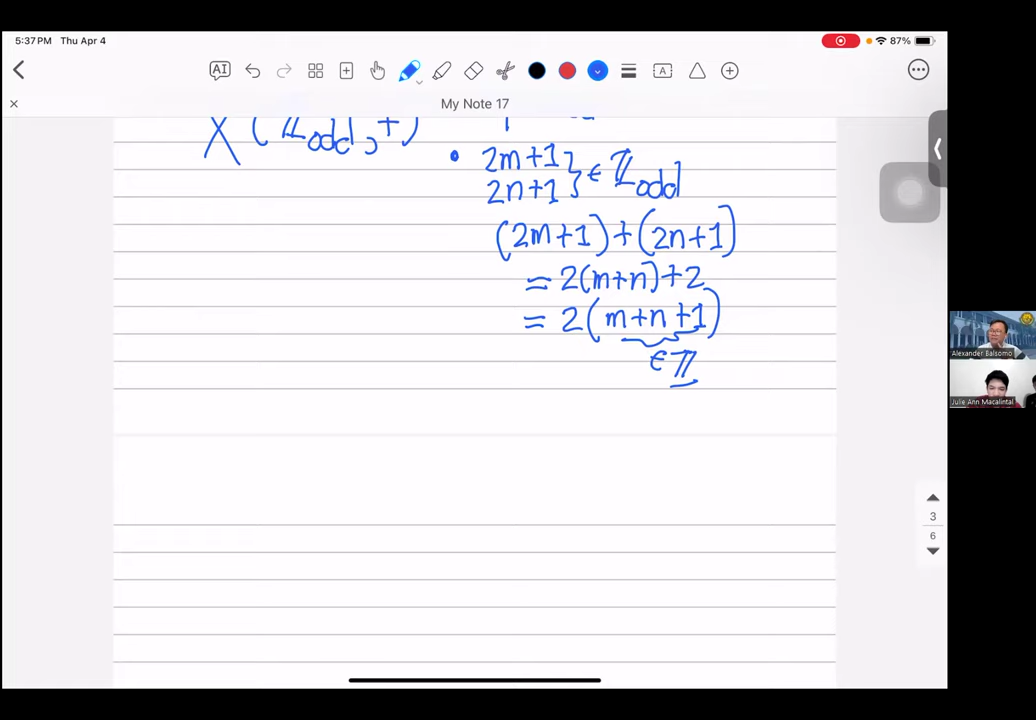 5:37 PM Thu Apr 4
87%
AI
A
My Note 17
X (ℤodd, +)
• 2m+1
2n+1 } ∈ ℤodd
(2m+1)+(2n+1)
= 2(m+n)+2
= 2(m+n+1)
∈ ℤ
Alexander Balsomo
Julie Ann Macalintal
3
6